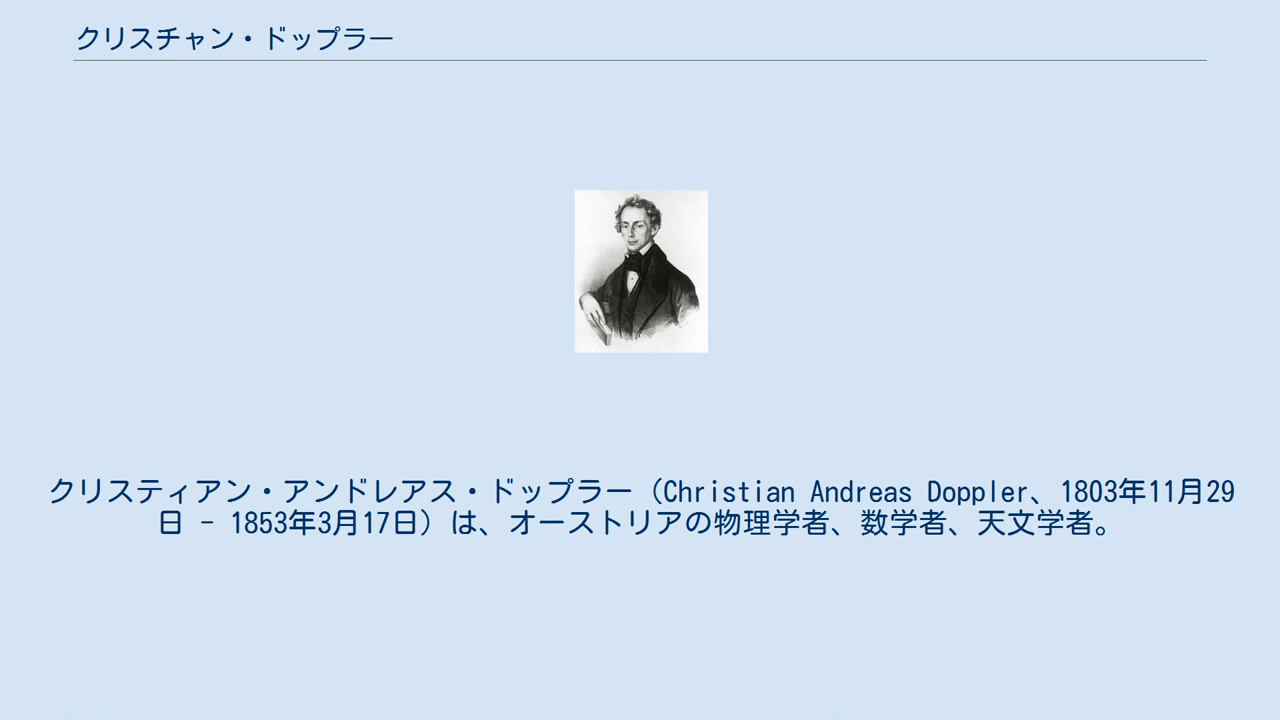 クリスチャン・ドップラー
クリスティアン・アンドレアス・ドップラー（Christian Andreas Doppler、1803年11月29
日 - 1853年3月17日）は、オーストリアの物理学者、数学者、天文学者。